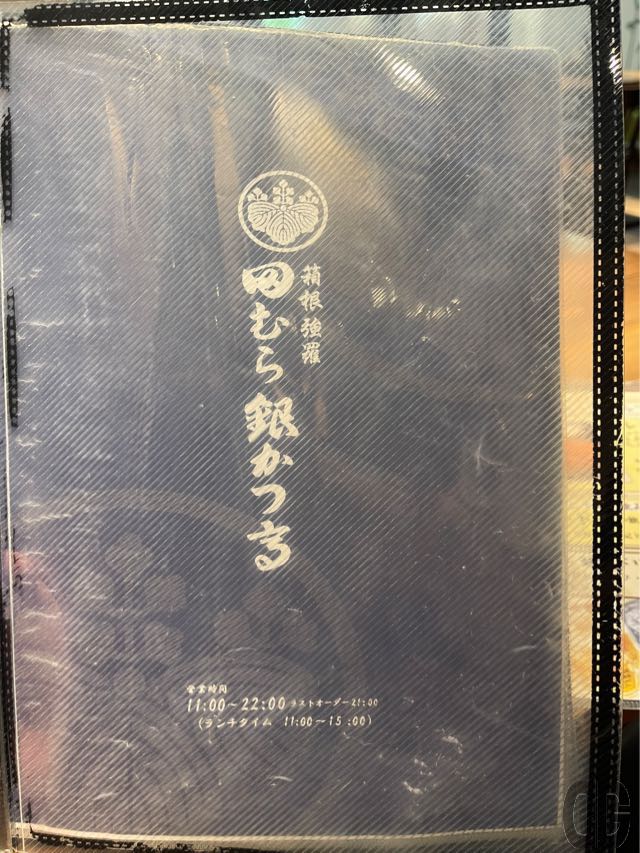 箱根強羅
田むら銀かつ亭
営業時間
11:00～22:00 ラストオーダー21:00
(ランチタイム 11:00～15:00)